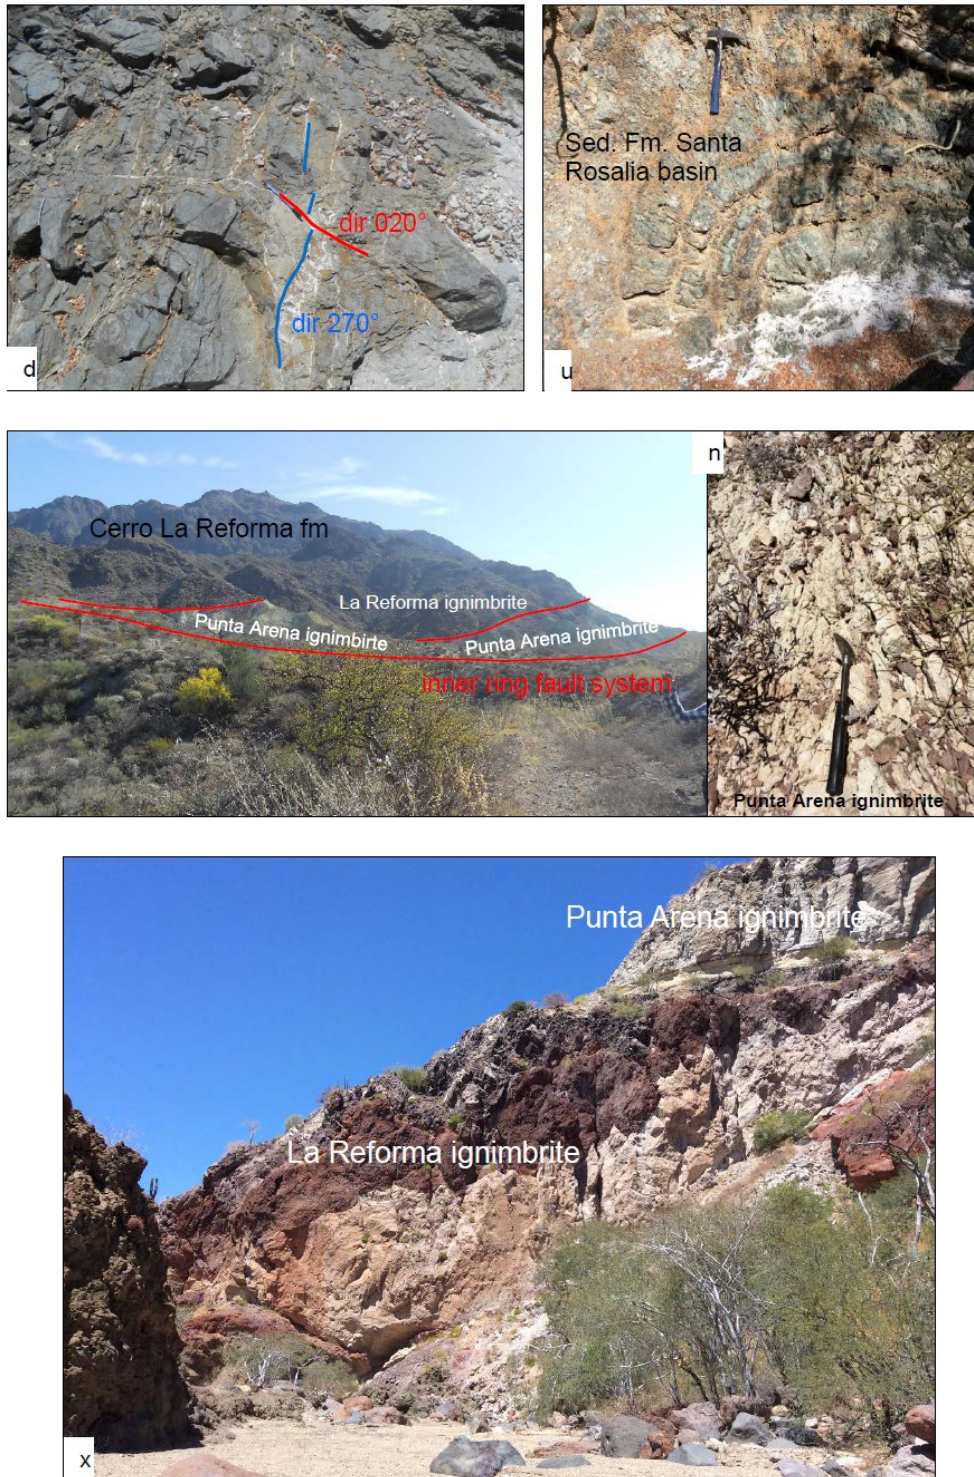 dir 020°
dir 270°
d
Sed. Fm. Santa
Rosalia basin
u
n
Cerro La Reforma fm
La Reforma ignimbrite
Punta Arena ignimbirte
Punta Arena ignimbrite
inner ring fault system
Punta Arena ignimbrite
Punta Arena ignimbrite
La Reforma ignimbrite
x